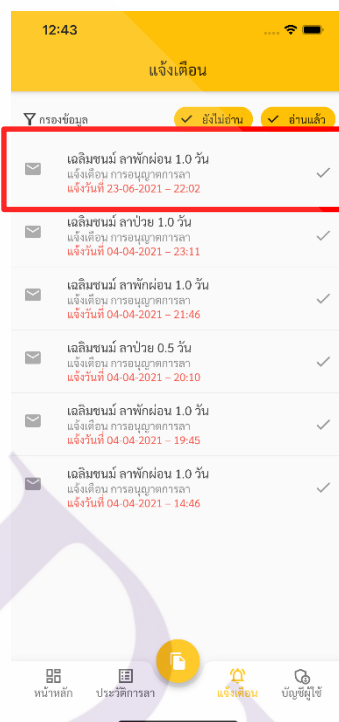 12:43
แจ้งเตือน
กรองข้อมูล
ยังไม่อ่าน
อ่านแล้ว
เฉลิมชนม์ ลาพักผ่อน 1.0 วัน
แจ้งเตือน การอนุญาตการลา
แจ้งวันที่ 23-06-2021 – 22:02
เฉลิมชนม์ ลาป่วย 1.0 วัน
แจ้งเตือน การอนุญาตการลา
แจ้งวันที่ 04-04-2021 – 23:11
เฉลิมชนม์ ลาพักผ่อน 1.0 วัน
แจ้งเตือน การอนุญาตการลา
แจ้งวันที่ 04-04-2021 – 21:46
เฉลิมชนม์ ลาป่วย 0.5 วัน
แจ้งเตือน การอนุญาตการลา
แจ้งวันที่ 04-04-2021 – 20:10
เฉลิมชนม์ ลาพักผ่อน 1.0 วัน
แจ้งเตือน การอนุญาตการลา
แจ้งวันที่ 04-04-2021 – 19:45
เฉลิมชนม์ ลาพักผ่อน 1.0 วัน
แจ้งเตือน การอนุญาตการลา
แจ้งวันที่ 04-04-2021 – 14:46
หน้าหลัก
ประวัติการลา
แจ้งเตือน
บัญชีผู้ใช้